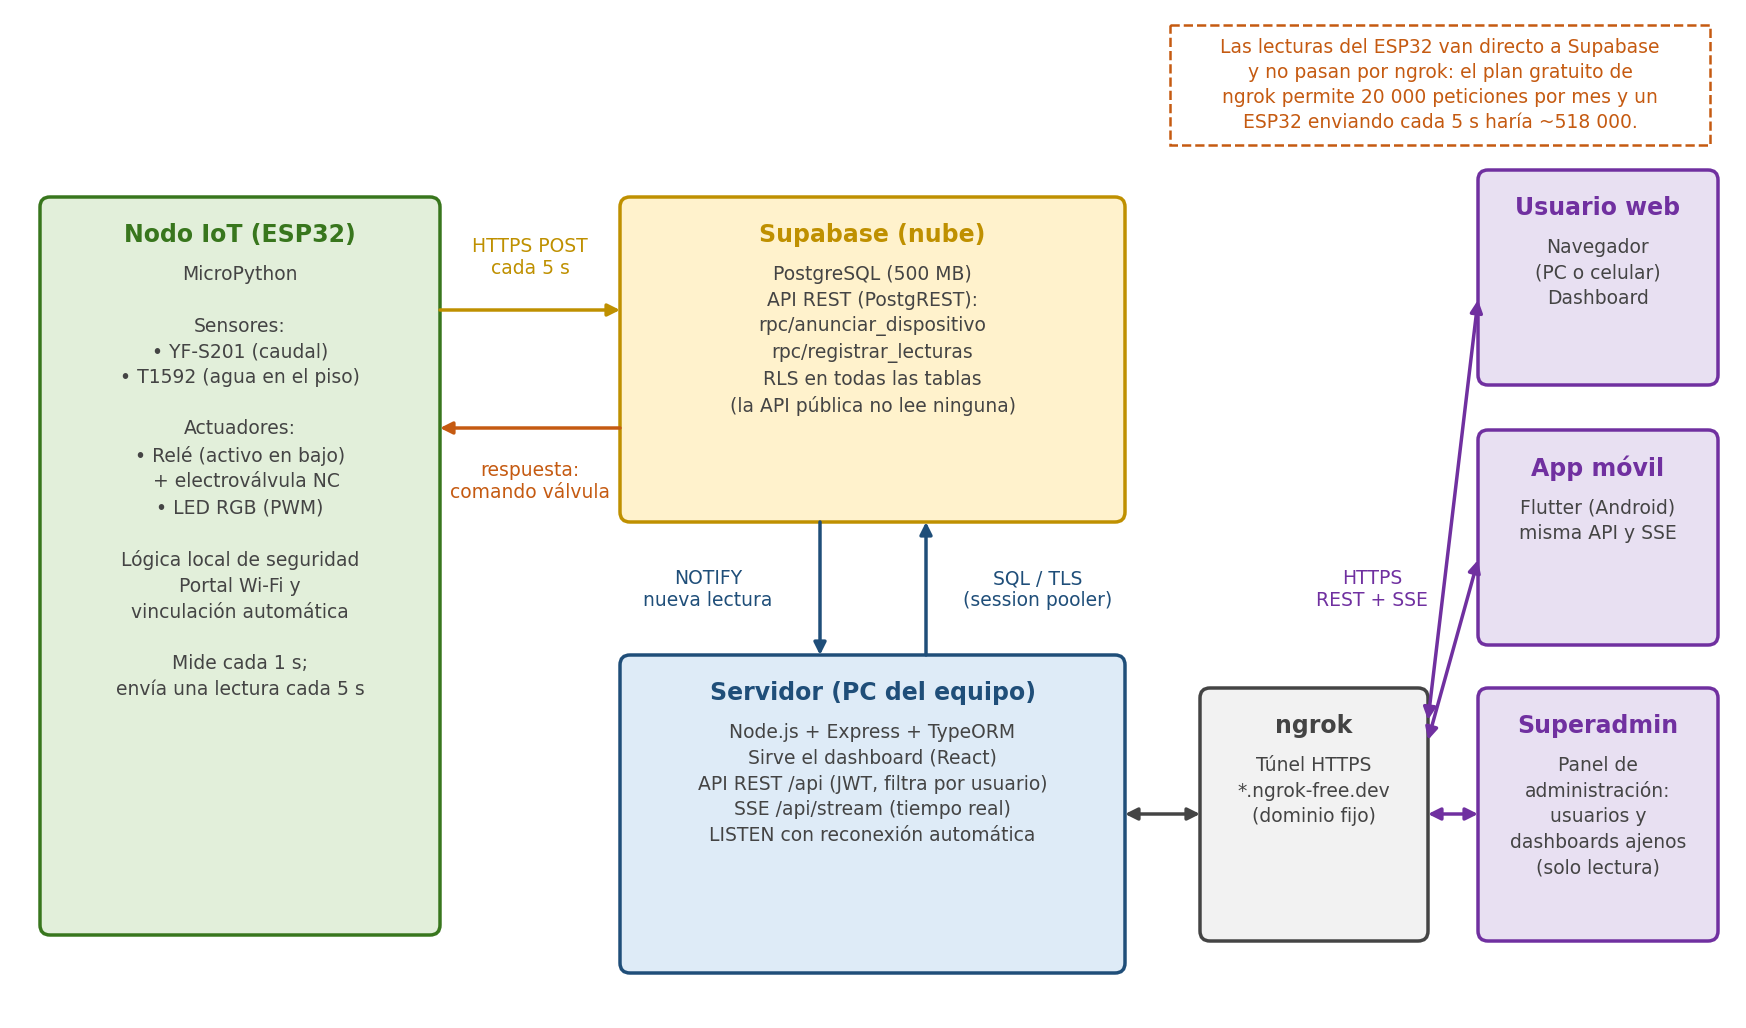 Las lecturas del ESP32 van directo a Supabase
y no pasan por ngrok: el plan gratuito de
ngrok permite 20 000 peticiones por mes y un
ESP32 enviando cada 5 s haría ~518 000.
Nodo IoT (ESP32)
MicroPython
Sensores:
• YF-S201 (caudal)
• T1592 (agua en el piso)
Actuadores:
• Relé (activo en bajo)
+ electroválvula NC
• LED RGB (PWM)
Lógica local de seguridad
Portal Wi-Fi y
vinculación automática
Mide cada 1 s;
envía una lectura cada 5 s
HTTPS POST
cada 5 s
respuesta:
comando válvula
Supabase (nube)
PostgreSQL (500 MB)
API REST (PostgREST):
rpc/anunciar_dispositivo
rpc/registrar_lecturas
RLS en todas las tablas
(la API pública no lee ninguna)
NOTIFY
nueva lectura
SQL / TLS
(session pooler)
Servidor (PC del equipo)
Node.js + Express + TypeORM
Sirve el dashboard (React)
API REST /api (JWT, filtra por usuario)
SSE /api/stream (tiempo real)
LISTEN con reconexión automática
ngrok
Túnel HTTPS
*.ngrok-free.dev
(dominio fijo)
HTTPS
REST + SSE
Usuario web
Navegador
(PC o celular)
Dashboard
App móvil
Flutter (Android)
misma API y SSE
Superadmin
Panel de
administración:
usuarios y
dashboards ajenos
(solo lectura)